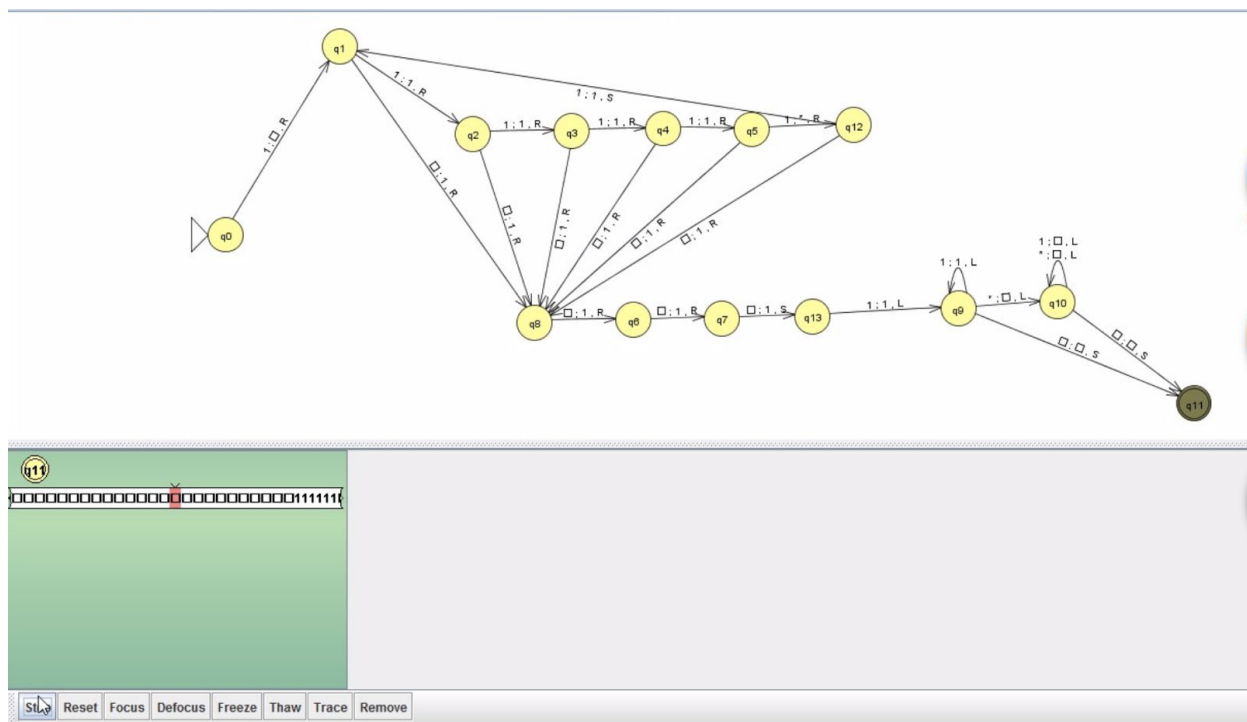 q1
1 ; 1 , R
1 ; 1 , S
1 ; □ , R
q2
1 ; 1 , R
q3
1 ; 1 , R
q4
1 ; 1 , R
q5
1 , * , R
q12
□ ; 1 , R
□ ; 1 , R
□ ; 1 , R
□ ; 1 , R
□ ; 1 , R
□ ; 1 , R
q0
1 ; □ , L
* ; □ , L
1 ; 1 , L
q8
□ ; 1 , R
q6
□ ; 1 , R
q7
□ ; 1 , S
q13
1 ; 1 , L
q9
* ; □ , L
q10
□ ; □ , S
□ ; □ , S
q11
q11
□□□□□□□□□□□□□□□□□□□□□□□□□111111
Reset Focus Defocus Freeze Thaw Trace Remove